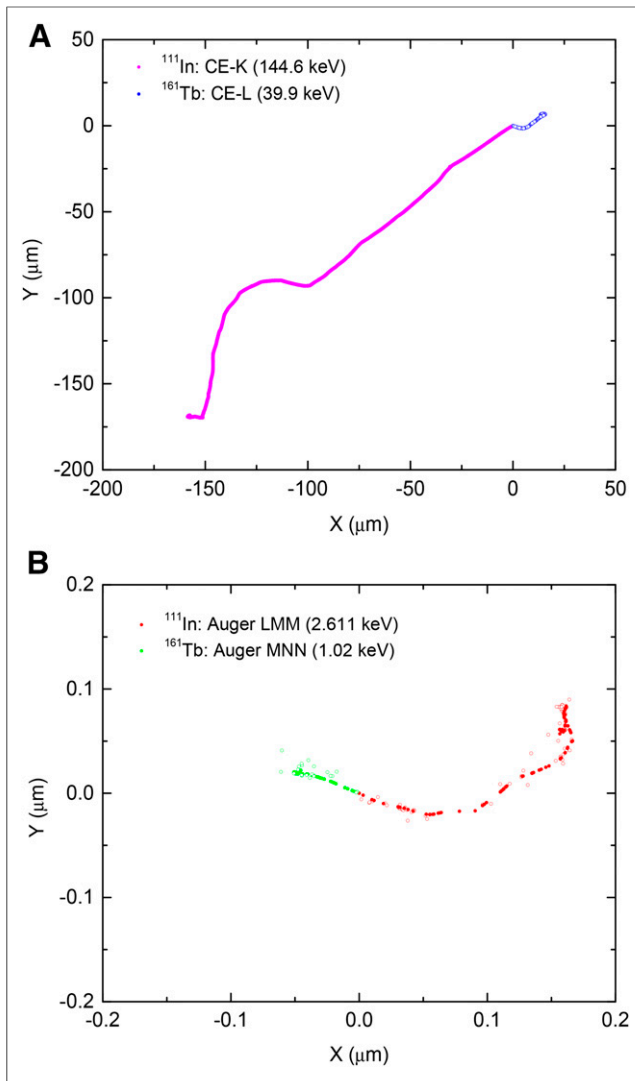 A
50
0
-50
-100
-150
-200
Y (μm)
¹¹¹In: CE-K (144.6 keV)
¹⁶¹Tb: CE-L (39.9 keV)
-200
-150
-100
-50
0
50
X (μm)
B
0.2
0.1
0.0
-0.1
-0.2
Y (μm)
¹¹¹In: Auger LMM (2.611 keV)
¹⁶¹Tb: Auger MNN (1.02 keV)
-0.2
-0.1
0.0
0.1
0.2
X (μm)